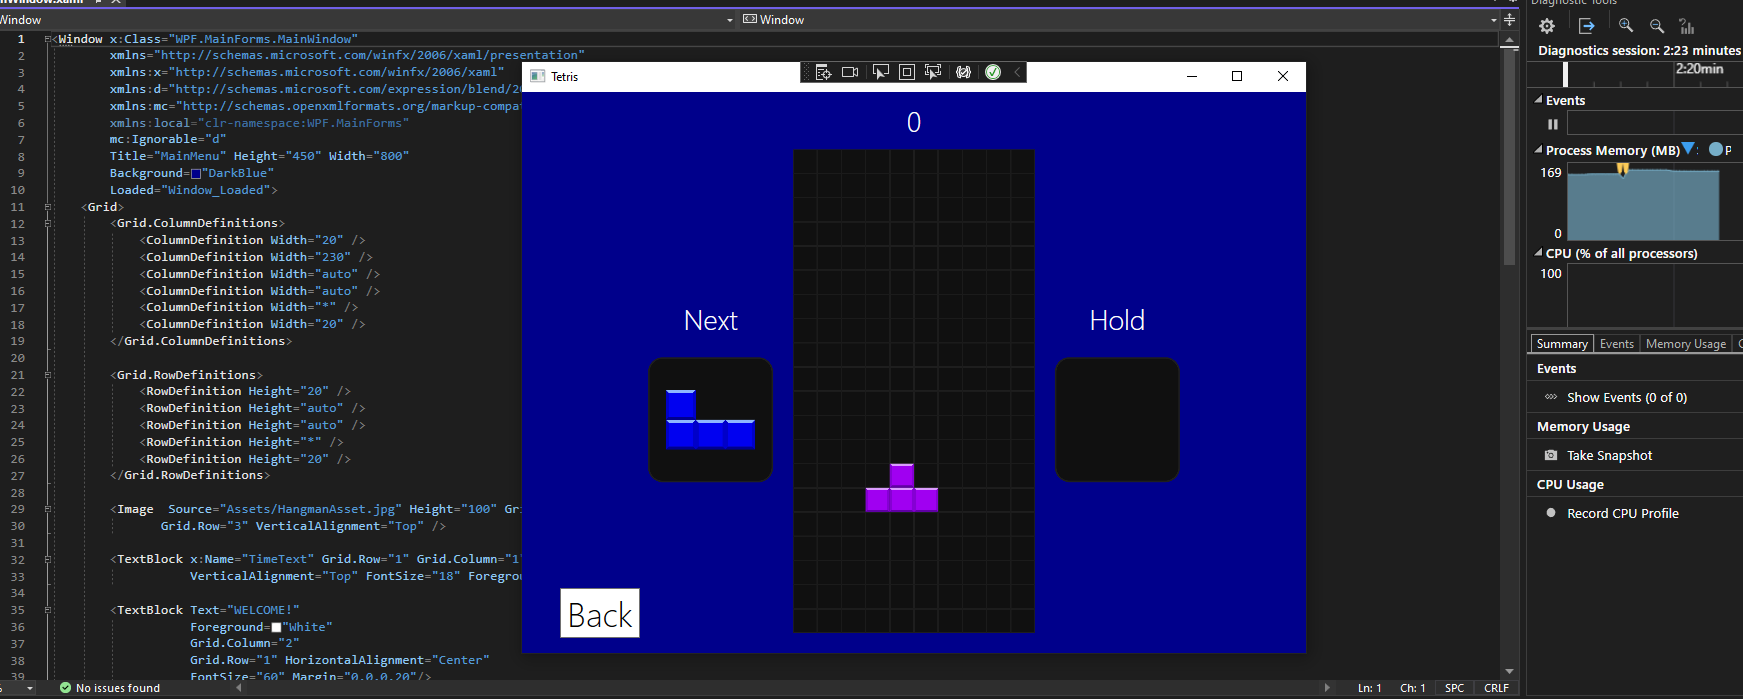 Window
Window
1 <Window x:Class="WPF.MainForms.MainWindow"
2 xmlns="http://schemas.microsoft.com/winfx/2006/xaml/presentation"
3 xmlns:x="http://schemas.microsoft.com/winfx/2006/xaml"
4 xmlns:d="http://schemas.microsoft.com/expression/blend/20
5 xmlns:mc="http://schemas.openxmlformats.org/markup-compat
6 xmlns:local="clr-namespace:WPF.MainForms"
7 mc:Ignorable="d"
8 Title="MainMenu" Height="450" Width="800"
9 Background="DarkBlue"
10 Loaded="Window_Loaded">
11 <Grid>
12 <Grid.ColumnDefinitions>
13 <ColumnDefinition Width="20" />
14 <ColumnDefinition Width="230" />
15 <ColumnDefinition Width="auto" />
16 <ColumnDefinition Width="auto" />
17 <ColumnDefinition Width="*" />
18 <ColumnDefinition Width="20" />
19 </Grid.ColumnDefinitions>
20
21 <Grid.RowDefinitions>
22 <RowDefinition Height="20" />
23 <RowDefinition Height="auto" />
24 <RowDefinition Height="auto" />
25 <RowDefinition Height="*" />
26 <RowDefinition Height="20" />
27 </Grid.RowDefinitions>
28
29 <Image Source="Assets/HangmanAsset.jpg" Height="100" Gri
30 Grid.Row="3" VerticalAlignment="Top" />
31
32 <TextBlock x:Name="TimeText" Grid.Row="1" Grid.Column="1"
33 VerticalAlignment="Top" FontSize="18" Foregrou
34
35 <TextBlock Text="WELCOME!"
36 Foreground="White"
37 Grid.Column="2"
38 Grid.Row="1" HorizontalAlignment="Center"
39 FontSize="60" Margin="0,0,0,20"/>
No issues found
Ln: 1 Ch: 1 SPC CRLF
Tetris
0
Next
Hold
Back
Diagnostic Tools
Diagnostics session: 2:23 minutes
2:20min
Events
Process Memory (MB)
169
0
CPU (% of all processors)
100
Summary Events Memory Usage
Events
Show Events (0 of 0)
Memory Usage
Take Snapshot
CPU Usage
Record CPU Profile